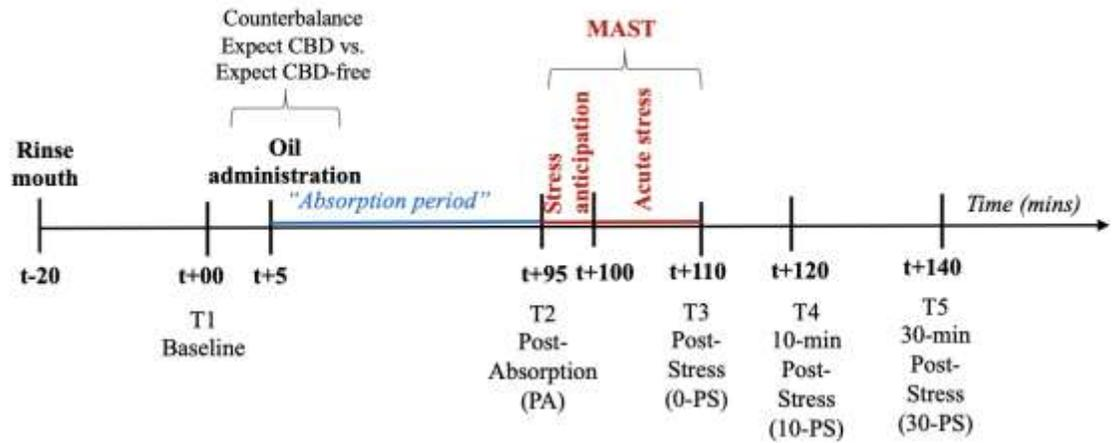 Counterbalance
Expect CBD vs.
Expect CBD-free
MAST
Rinse
mouth
Oil
administration
"Absorption period"
Stress
anticipation
Acute stress
Time (mins)
t-20
t+00
t+5
t+95
t+100
t+110
t+120
t+140
T1
Baseline
T2
Post-
Absorption
(PA)
T3
Post-
Stress
(0-PS)
T4
10-min
Post-
Stress
(10-PS)
T5
30-min
Post-
Stress
(30-PS)